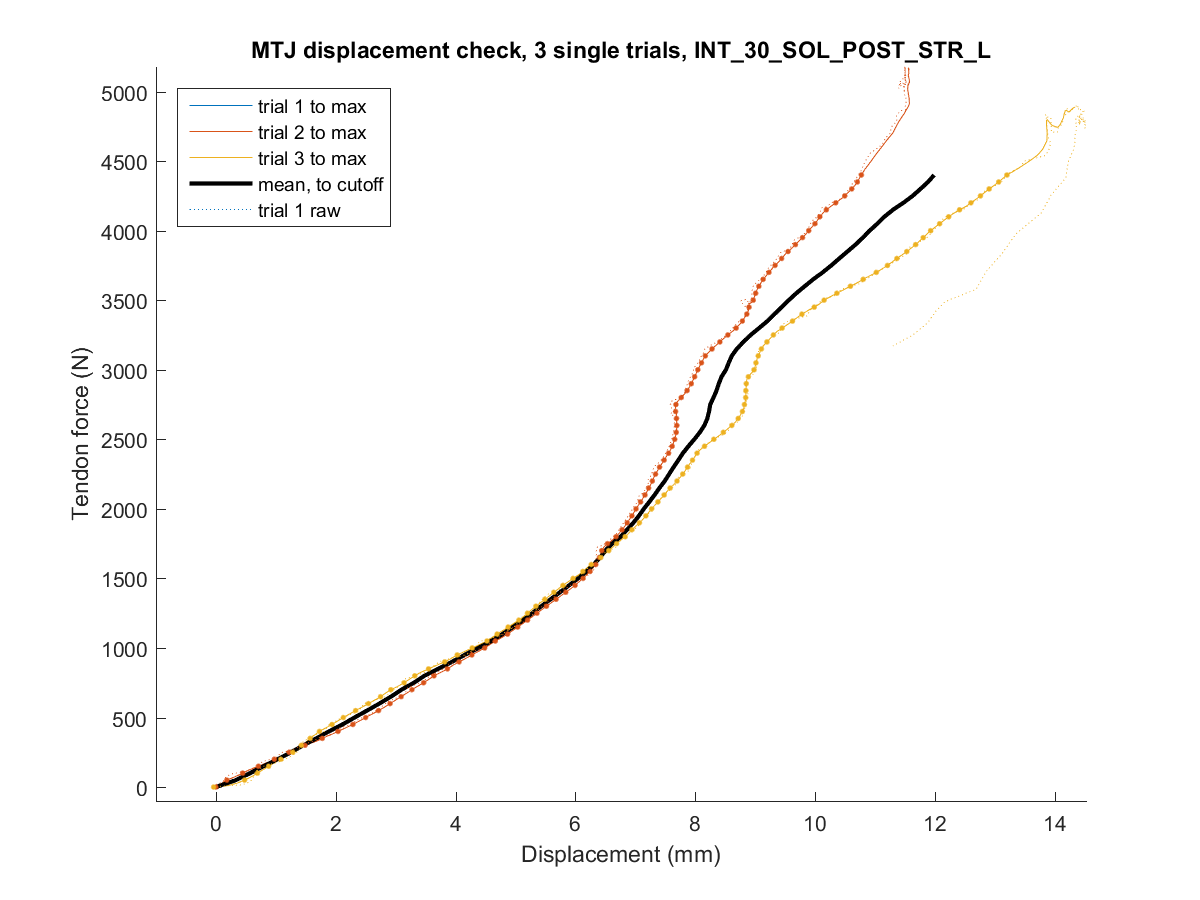 MTJ displacement check, 3 single trials, INT_30_SOL_POST_STR_L
trial 1 to max
trial 2 to max
trial 3 to max
mean, to cutoff
trial 1 raw
5000
4500
4000
3500
3000
2500
2000
1500
1000
500
0
Tendon force (N)
0 2 4 6 8 10 12 14
Displacement (mm)